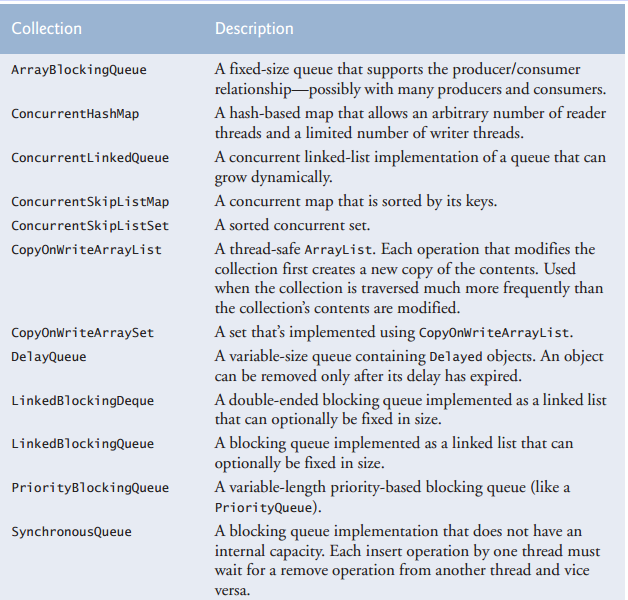 Collection Description
ArrayBlockingQueue A fixed-size queue that supports the producer/consumer
relationship—possibly with many producers and consumers.
ConcurrentHashMap A hash-based map that allows an arbitrary number of reader
threads and a limited number of writer threads.
ConcurrentLinkedQueue A concurrent linked-list implementation of a queue that can
grow dynamically.
ConcurrentSkipListMap A concurrent map that is sorted by its keys.
ConcurrentSkipListSet A sorted concurrent set.
CopyOnWriteArrayList A thread-safe ArrayList. Each operation that modifies the
collection first creates a new copy of the contents. Used
when the collection is traversed much more frequently than
the collection's contents are modified.
CopyOnWriteArraySet A set that's implemented using CopyOnWriteArrayList.
DelayQueue A variable-size queue containing Delayed objects. An object
can be removed only after its delay has expired.
LinkedBlockingDeque A double-ended blocking queue implemented as a linked list
that can optionally be fixed in size.
LinkedBlockingQueue A blocking queue implemented as a linked list that can
optionally be fixed in size.
PriorityBlockingQueue A variable-length priority-based blocking queue (like a
PriorityQueue).
SynchronousQueue A blocking queue implementation that does not have an
internal capacity. Each insert operation by one thread must
wait for a remove operation from another thread and vice
versa.